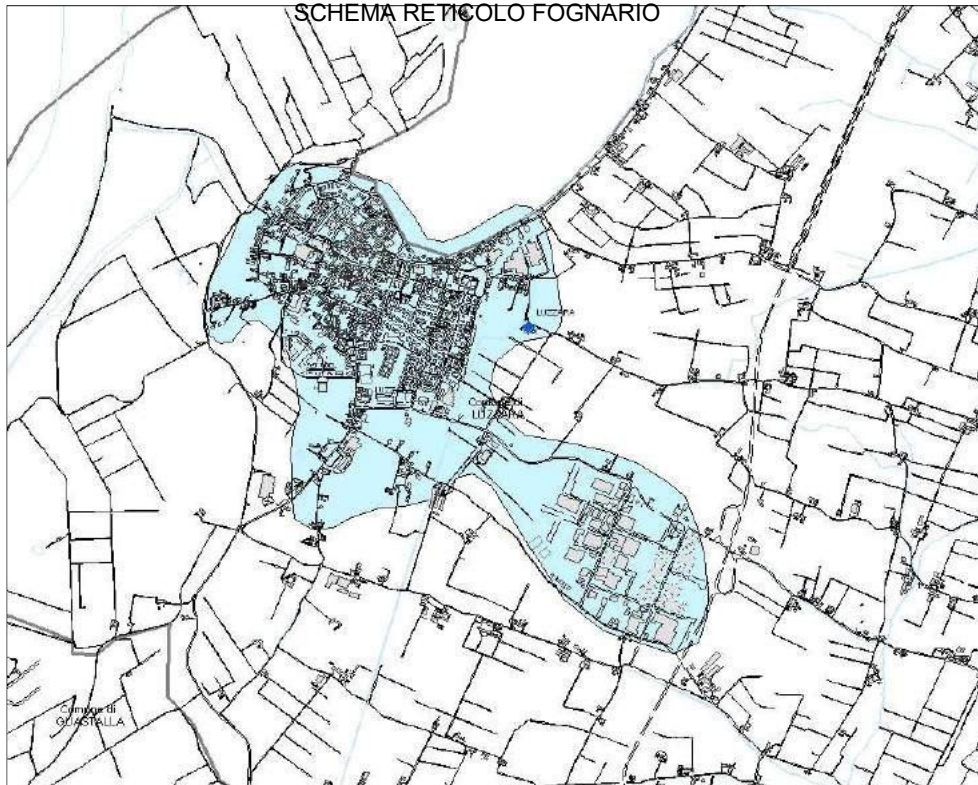 SCHEMA RETICOLO FOGNARIO
LUZZARA
Comune di
LUZZARA
Comune di
GUASTALLA